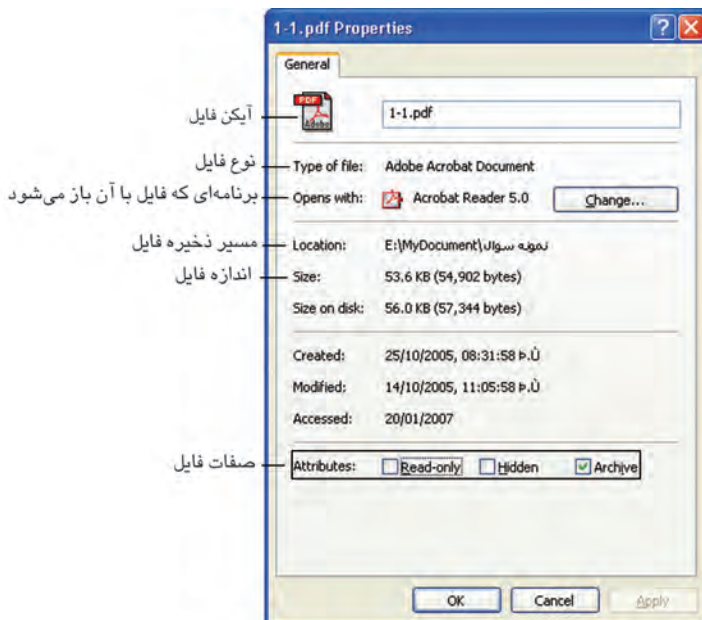 1-1.pdf Properties
General
آیکن فایل
1-1.pdf
نوع فایل
Type of file: Adobe Acrobat Document
برنامه‌ای که فایل با آن باز می‌شود
Opens with: Acrobat Reader 5.0 Change...
مسیر ذخیره فایل
Location: E:\MyDocument\نمونه سوال
اندازه فایل
Size: 53.6 KB (54,902 bytes)
Size on disk: 56.0 KB (57,344 bytes)
Created: 25/10/2005, 08:31:58 Þ.Ù
Modified: 14/10/2005, 11:05:58 Þ.Ù
Accessed: 20/01/2007
صفات فایل
Attributes: Read-only Hidden Archive
OK Cancel Apply